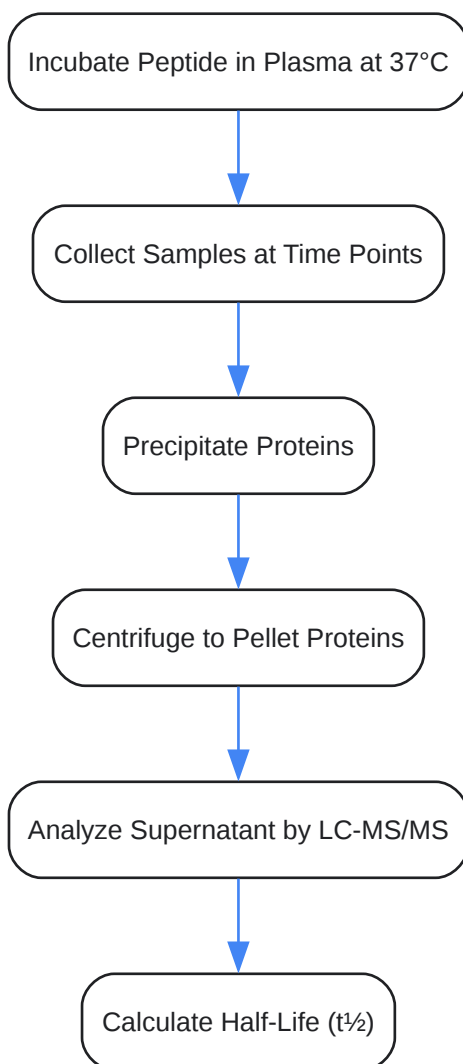 Incubate Peptide in Plasma at 37°C
Collect Samples at Time Points
Precipitate Proteins
Centrifuge to Pellet Proteins
Analyze Supernatant by LC-MS/MS
Calculate Half-Life (t½)